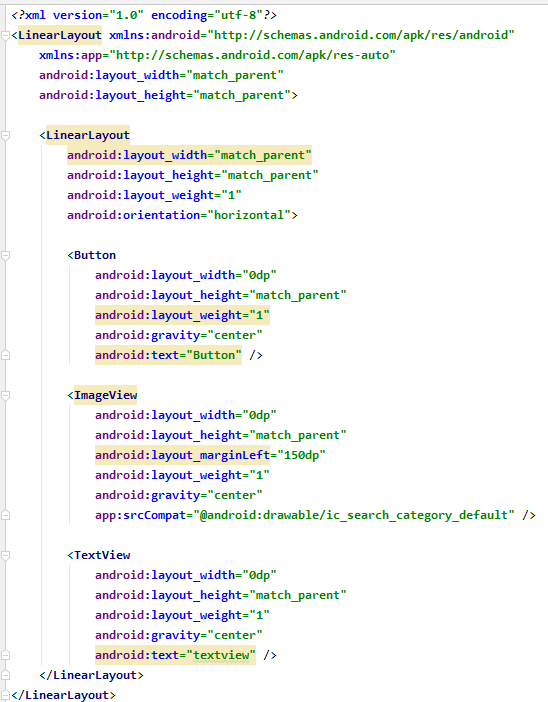 <?xml version="1.0" encoding="utf-8"?>
<LinearLayout xmlns:android="http://schemas.android.com/apk/res/android"
    xmlns:app="http://schemas.android.com/apk/res-auto"
    android:layout_width="match_parent"
    android:layout_height="match_parent">

    <LinearLayout
        android:layout_width="match_parent"
        android:layout_height="match_parent"
        android:layout_weight="1"
        android:orientation="horizontal">

        <Button
            android:layout_width="0dp"
            android:layout_height="match_parent"
            android:layout_weight="1"
            android:gravity="center"
            android:text="Button" />

        <ImageView
            android:layout_width="0dp"
            android:layout_height="match_parent"
            android:layout_marginLeft="150dp"
            android:layout_weight="1"
            android:gravity="center"
            app:srcCompat="@android:drawable/ic_search_category_default" />

        <TextView
            android:layout_width="0dp"
            android:layout_height="match_parent"
            android:layout_weight="1"
            android:gravity="center"
            android:text="textview" />
    </LinearLayout>
</LinearLayout>